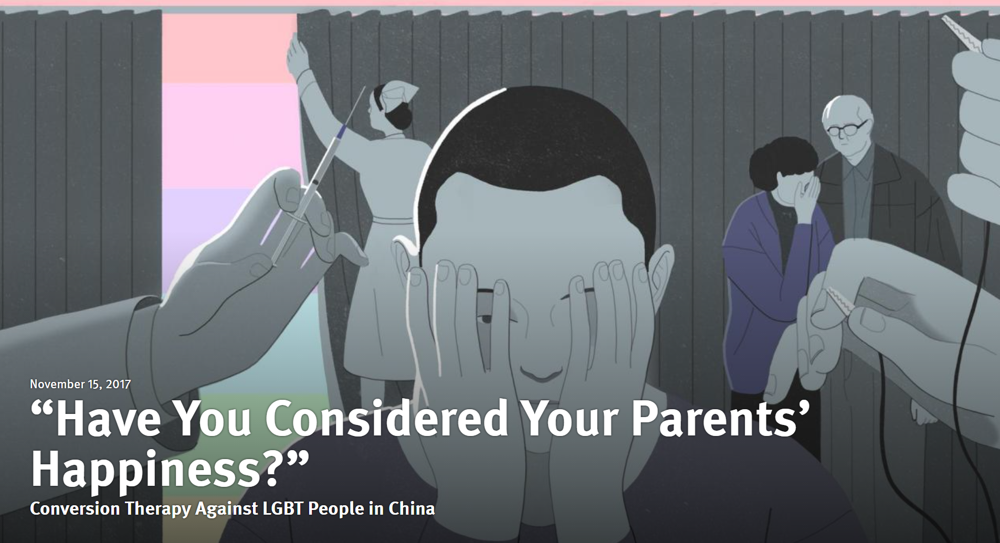 November 15, 2017
“Have You Considered Your Parents’
Happiness?”
Conversion Therapy Against LGBT People in China